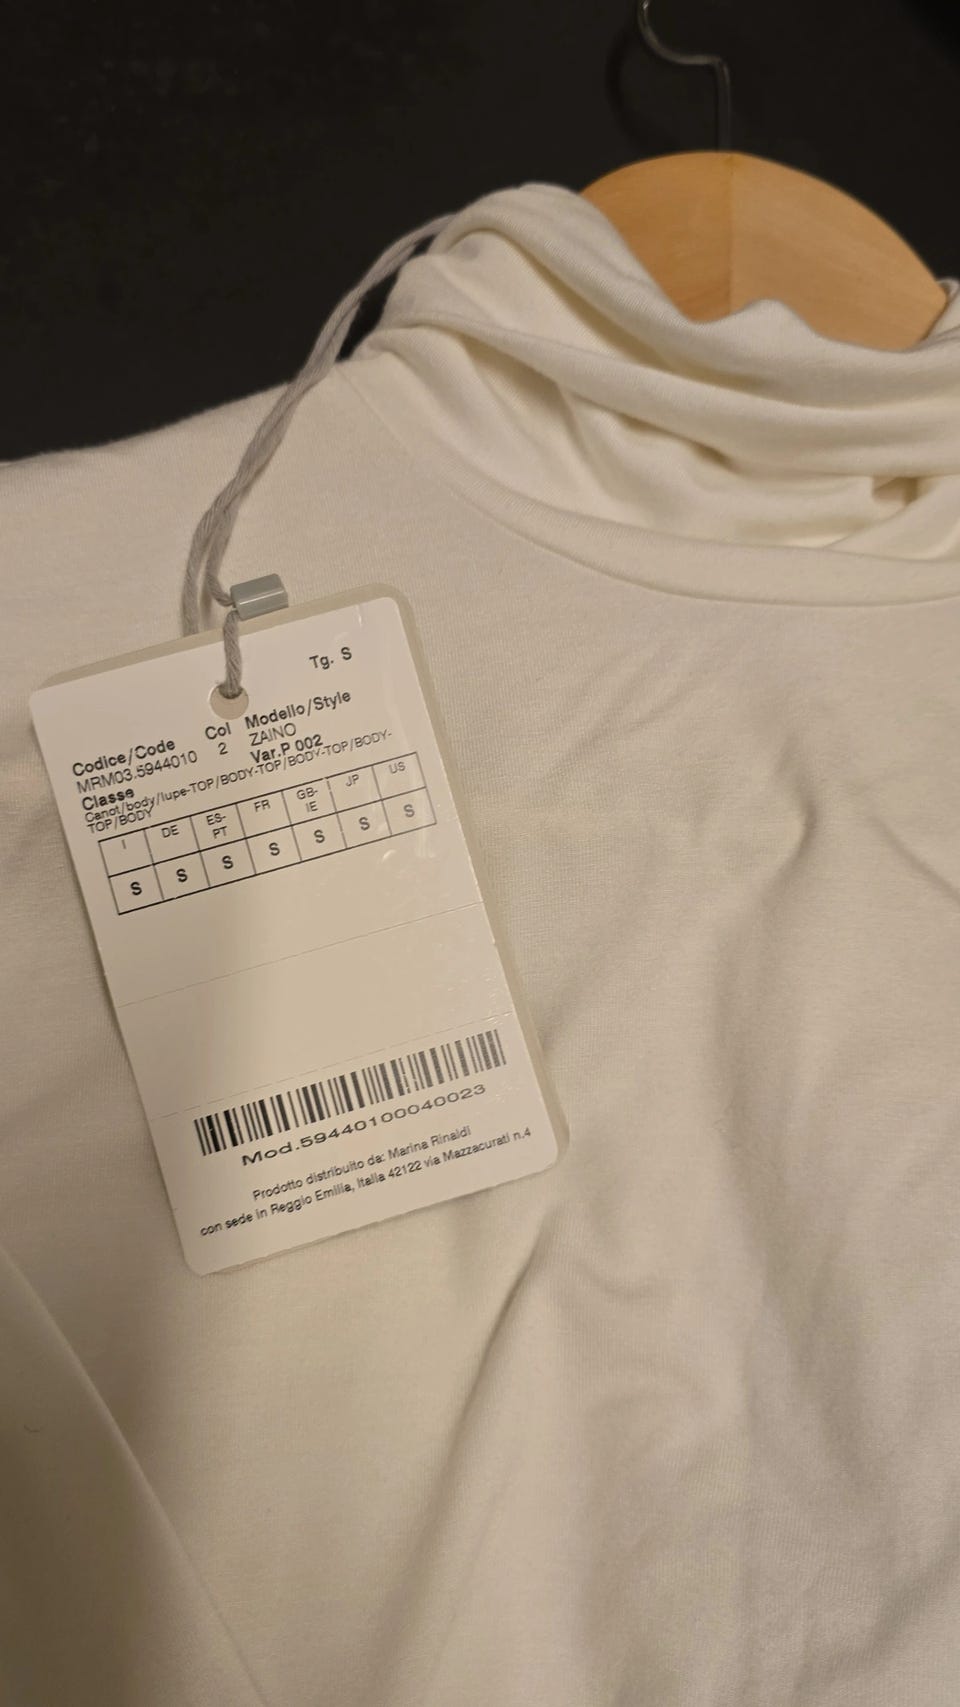 Tg. S
Codice/Code Col Modello/Style
MRM03.5944010 2 ZAINO
Var.P 002
Classe
Canot/body/lupe-TOP/BODY-TOP/BODY-TOP/BODY-
TOP/BODY
I DE ES-PT FR GB-IE JP US
S S S S S S S
Mod.59440100040023
Prodotto distribuito da: Marina Rinaldi
con sede in Reggio Emilia, Italia 42122 via Mazzacurati n.4